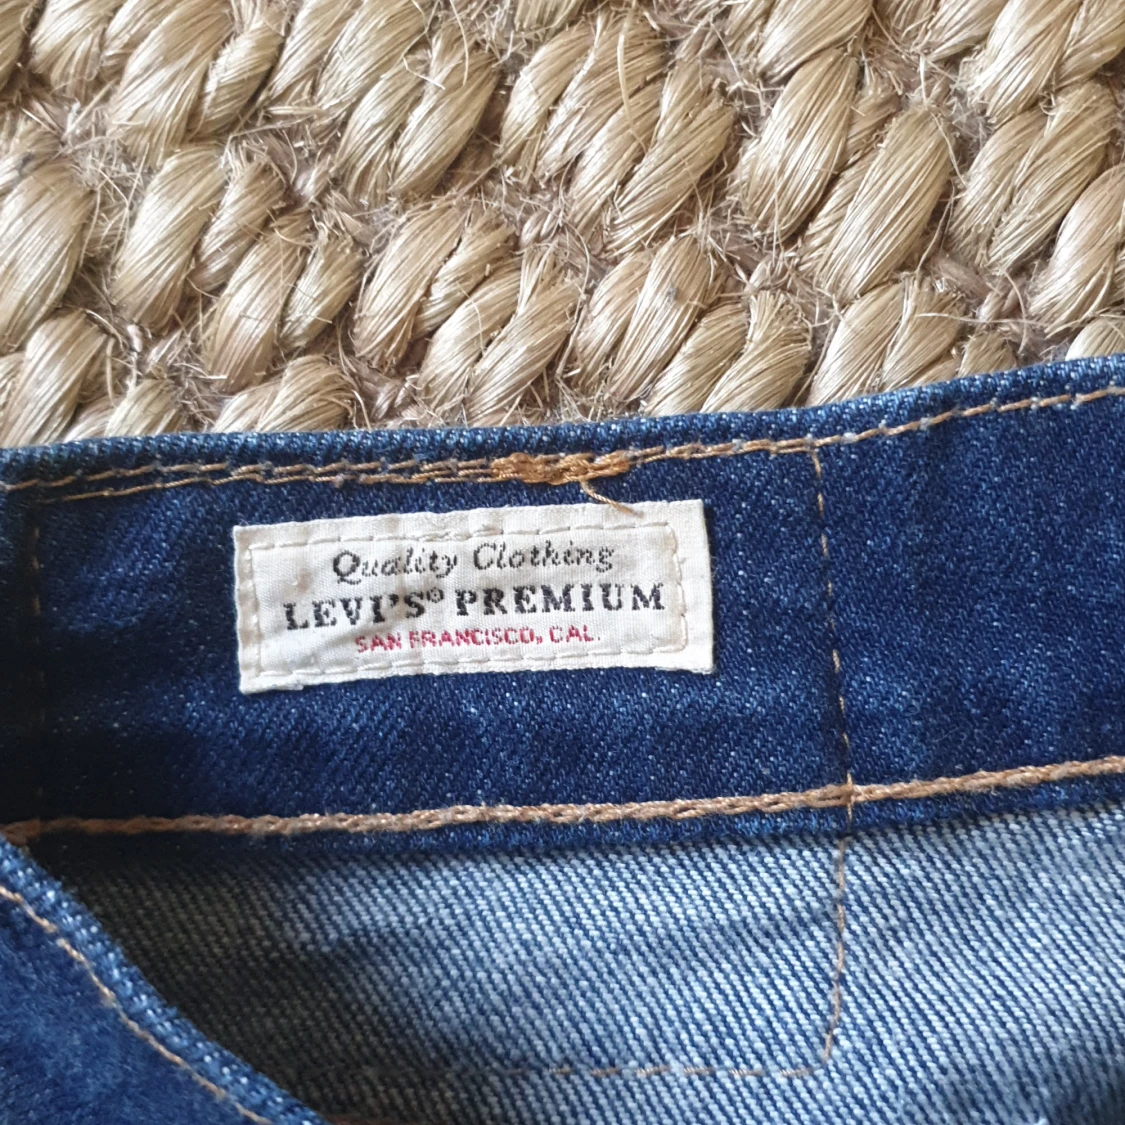 Quality Clothing
LEVI'S® PREMIUM
SAN FRANCISCO, CAL.